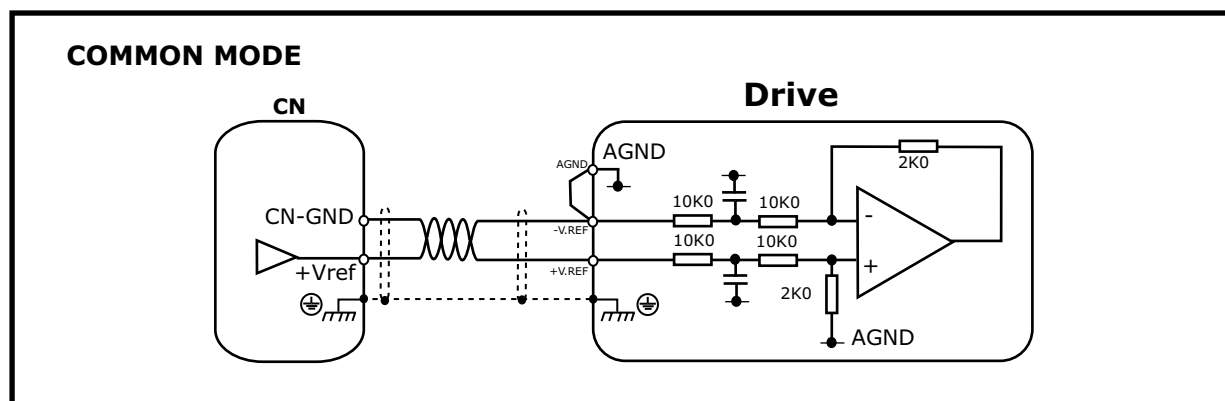 COMMON MODE
CN
Drive
AGND
AGND
2K0
CN-GND
10K0
10K0
-
-V.REF
10K0
10K0
+Vref
+V.REF
+
2K0
AGND